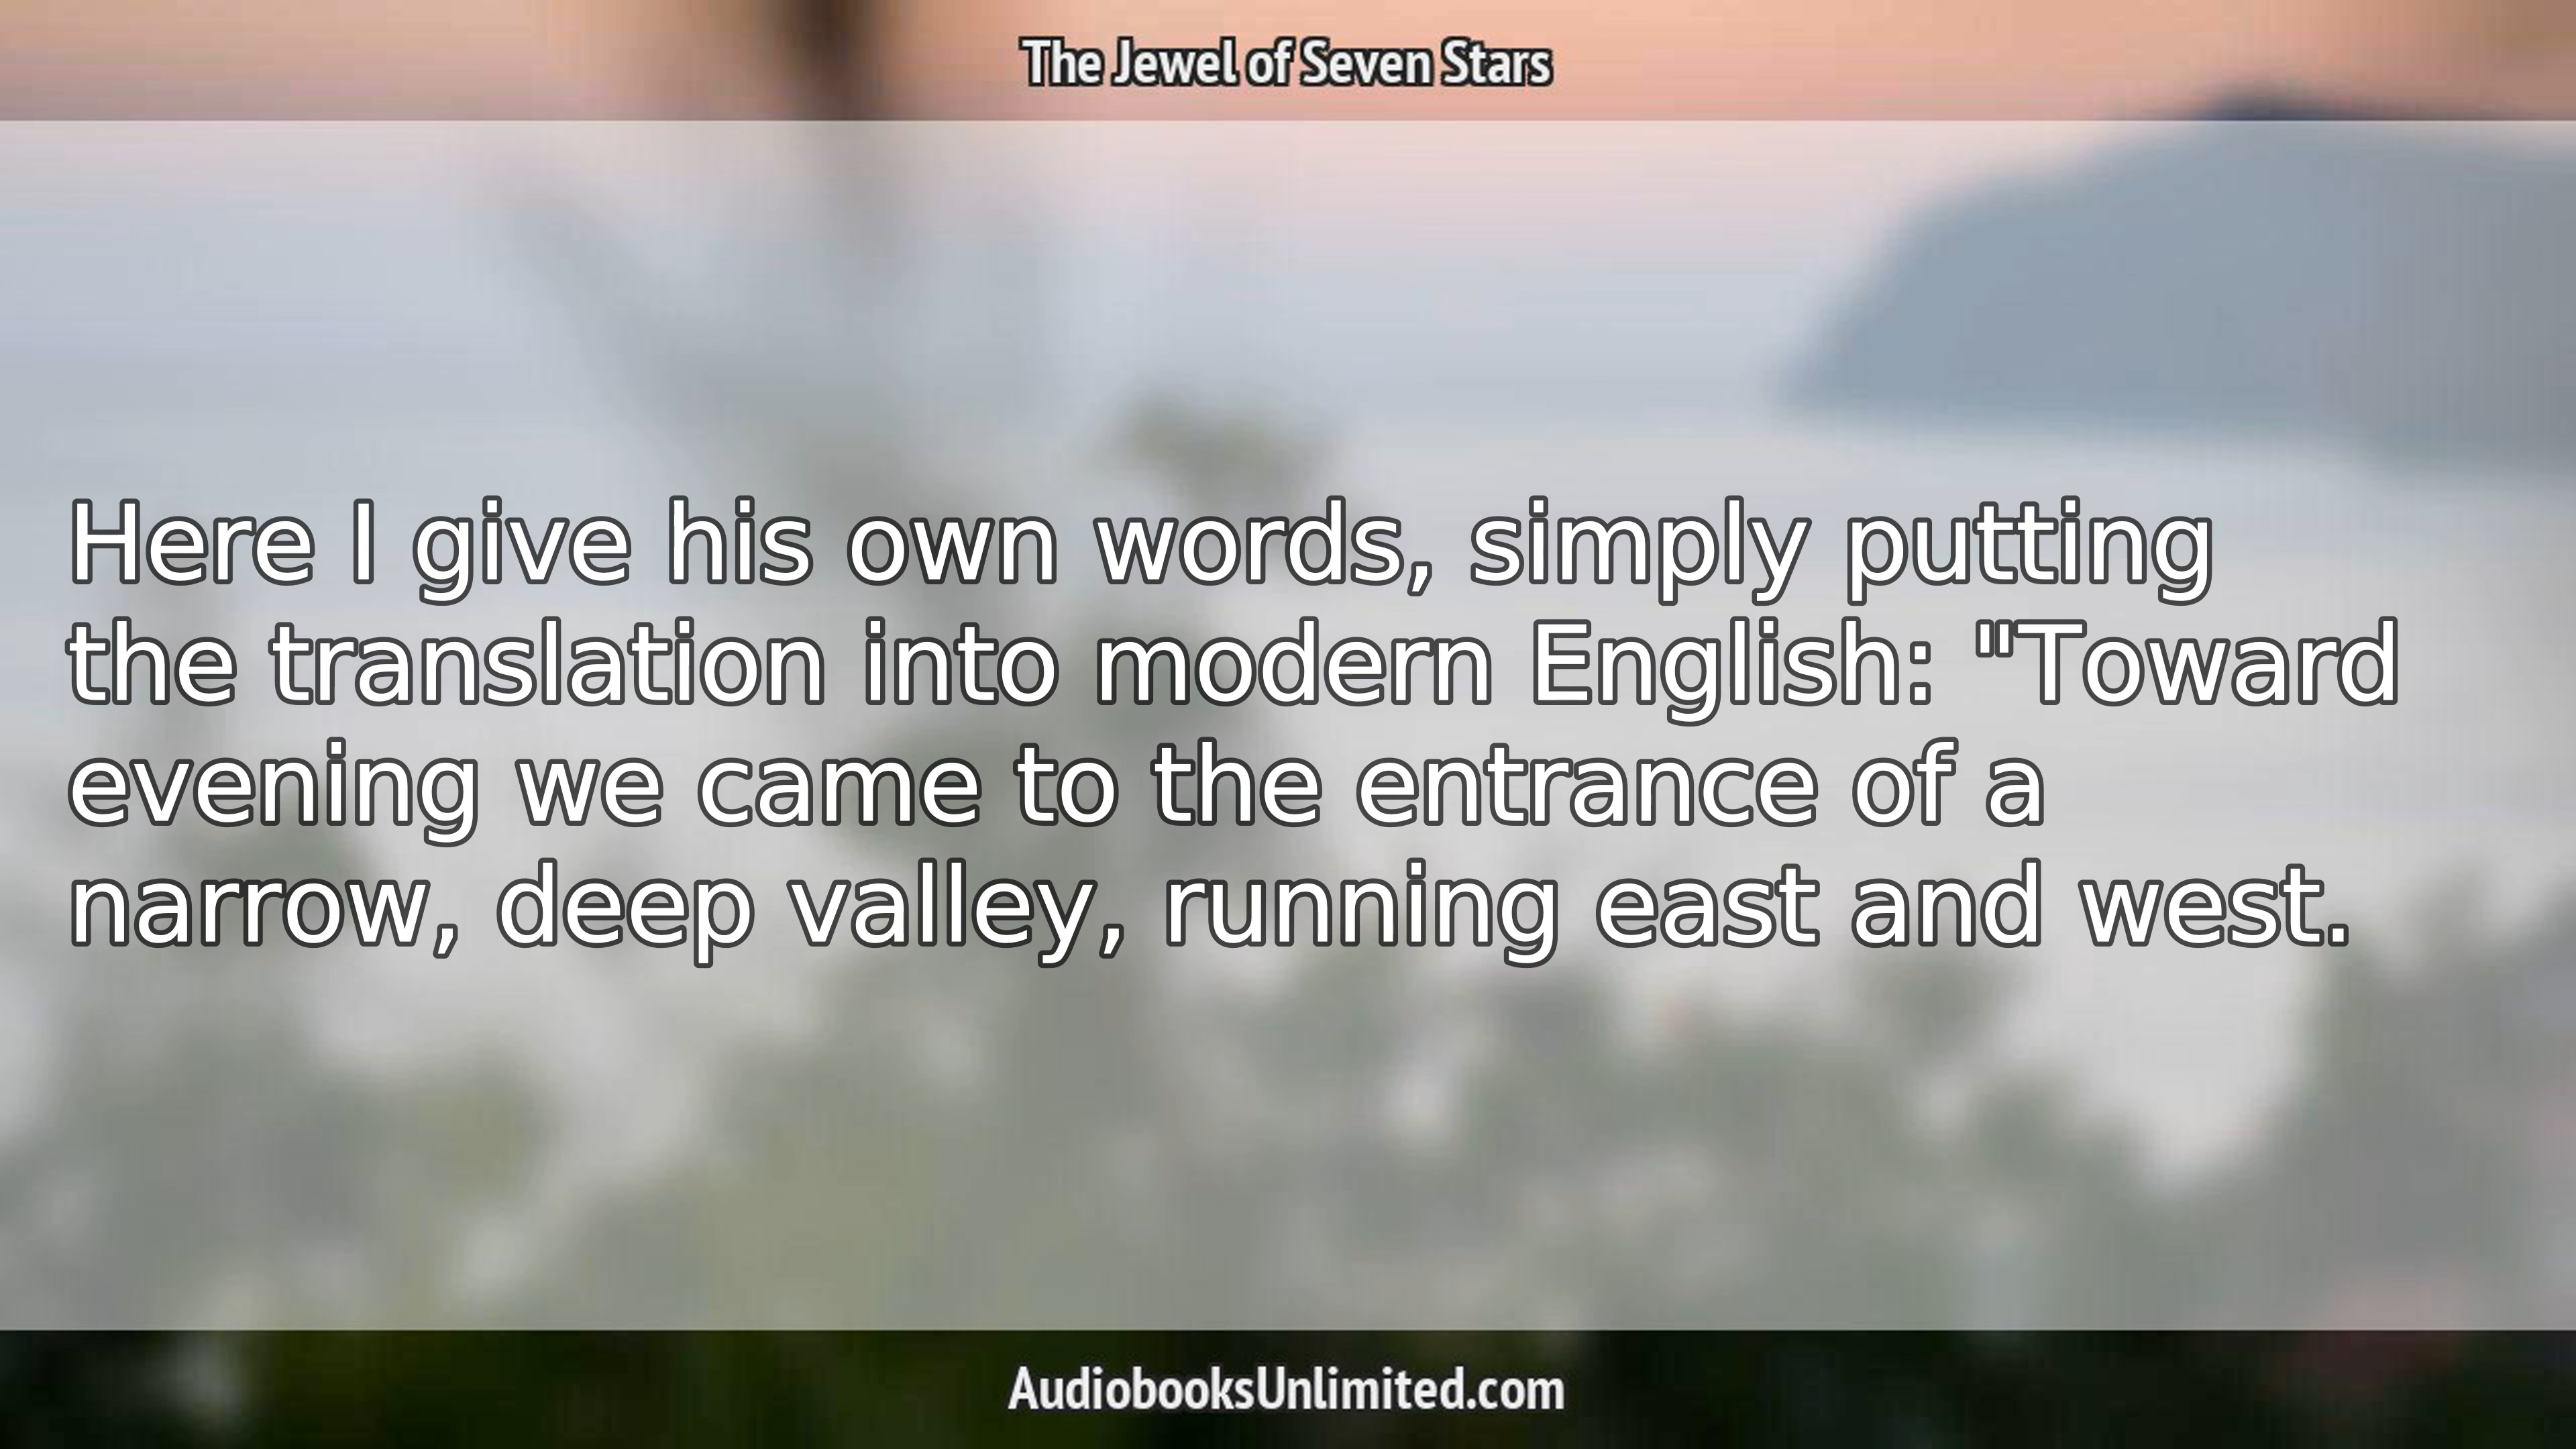 The Jewel of Seven Stars
Here I give his own words, simply putting
the translation into modern English: "Toward
evening we came to the entrance of a
narrow, deep valley, running east and west.
AudiobooksUnlimited.com